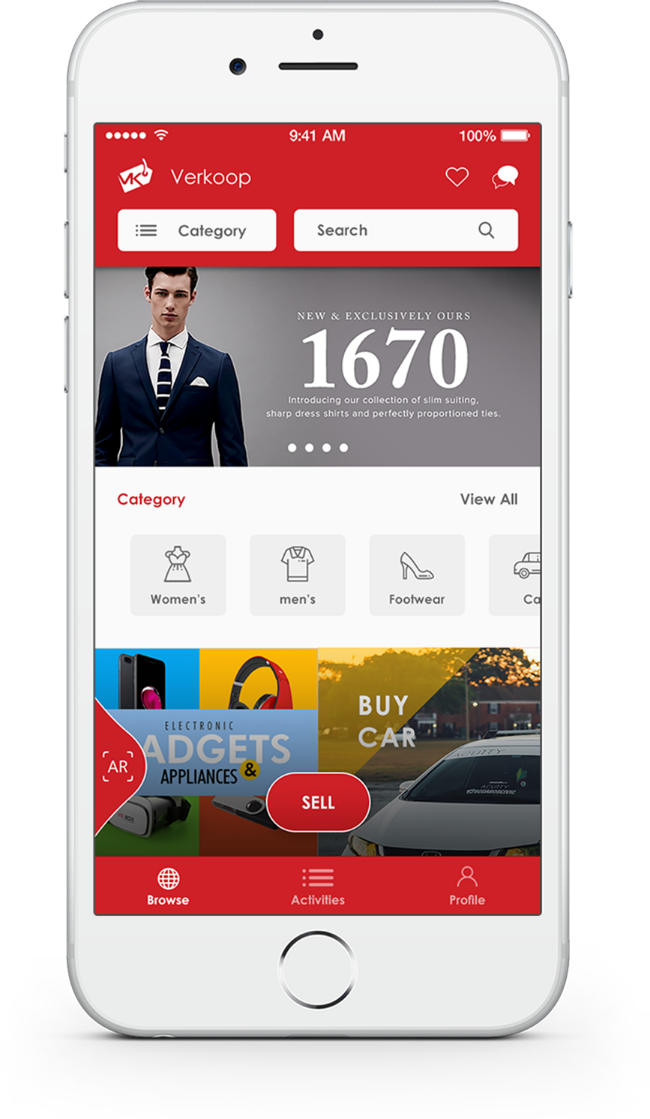 9:41 AM 100%
VK Verkoop
Category Search
NEW & EXCLUSIVELY OURS
1670
Introducing our collection of slim suiting,
sharp dress shirts and perfectly proportioned ties.
Category View All
Women's men's Footwear Ca
ELECTRONIC
ADGETS
APPLIANCES &
BUY
CAR
ACUITY
AR
SELL
Browse Activities Profile